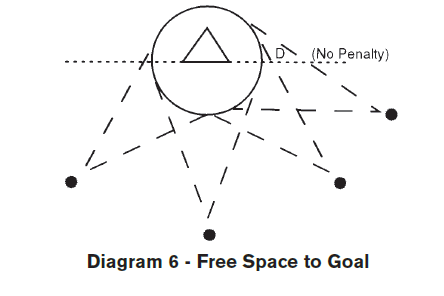 D (No Penalty)
Diagram 6 - Free Space to Goal